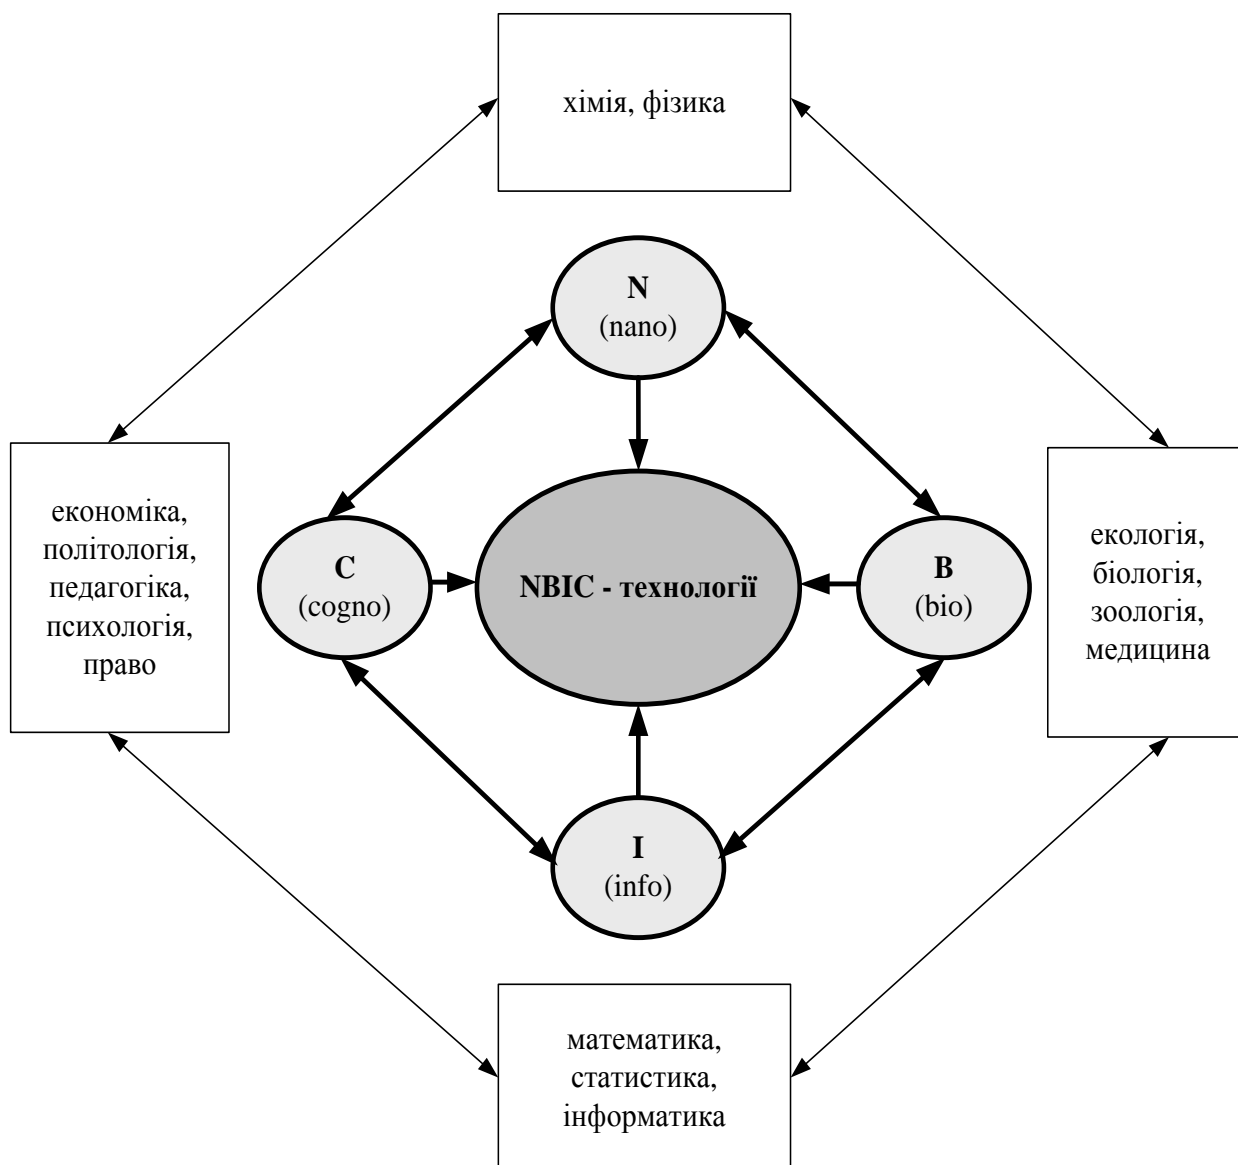 хімія, фізика
N
(nano)
економіка,
політологія,
педагогіка,
психологія,
право
C
(cogno)
NBIC - технології
B
(bio)
екологія,
біологія,
зоологія,
медицина
I
(info)
математика,
статистика,
інформатика